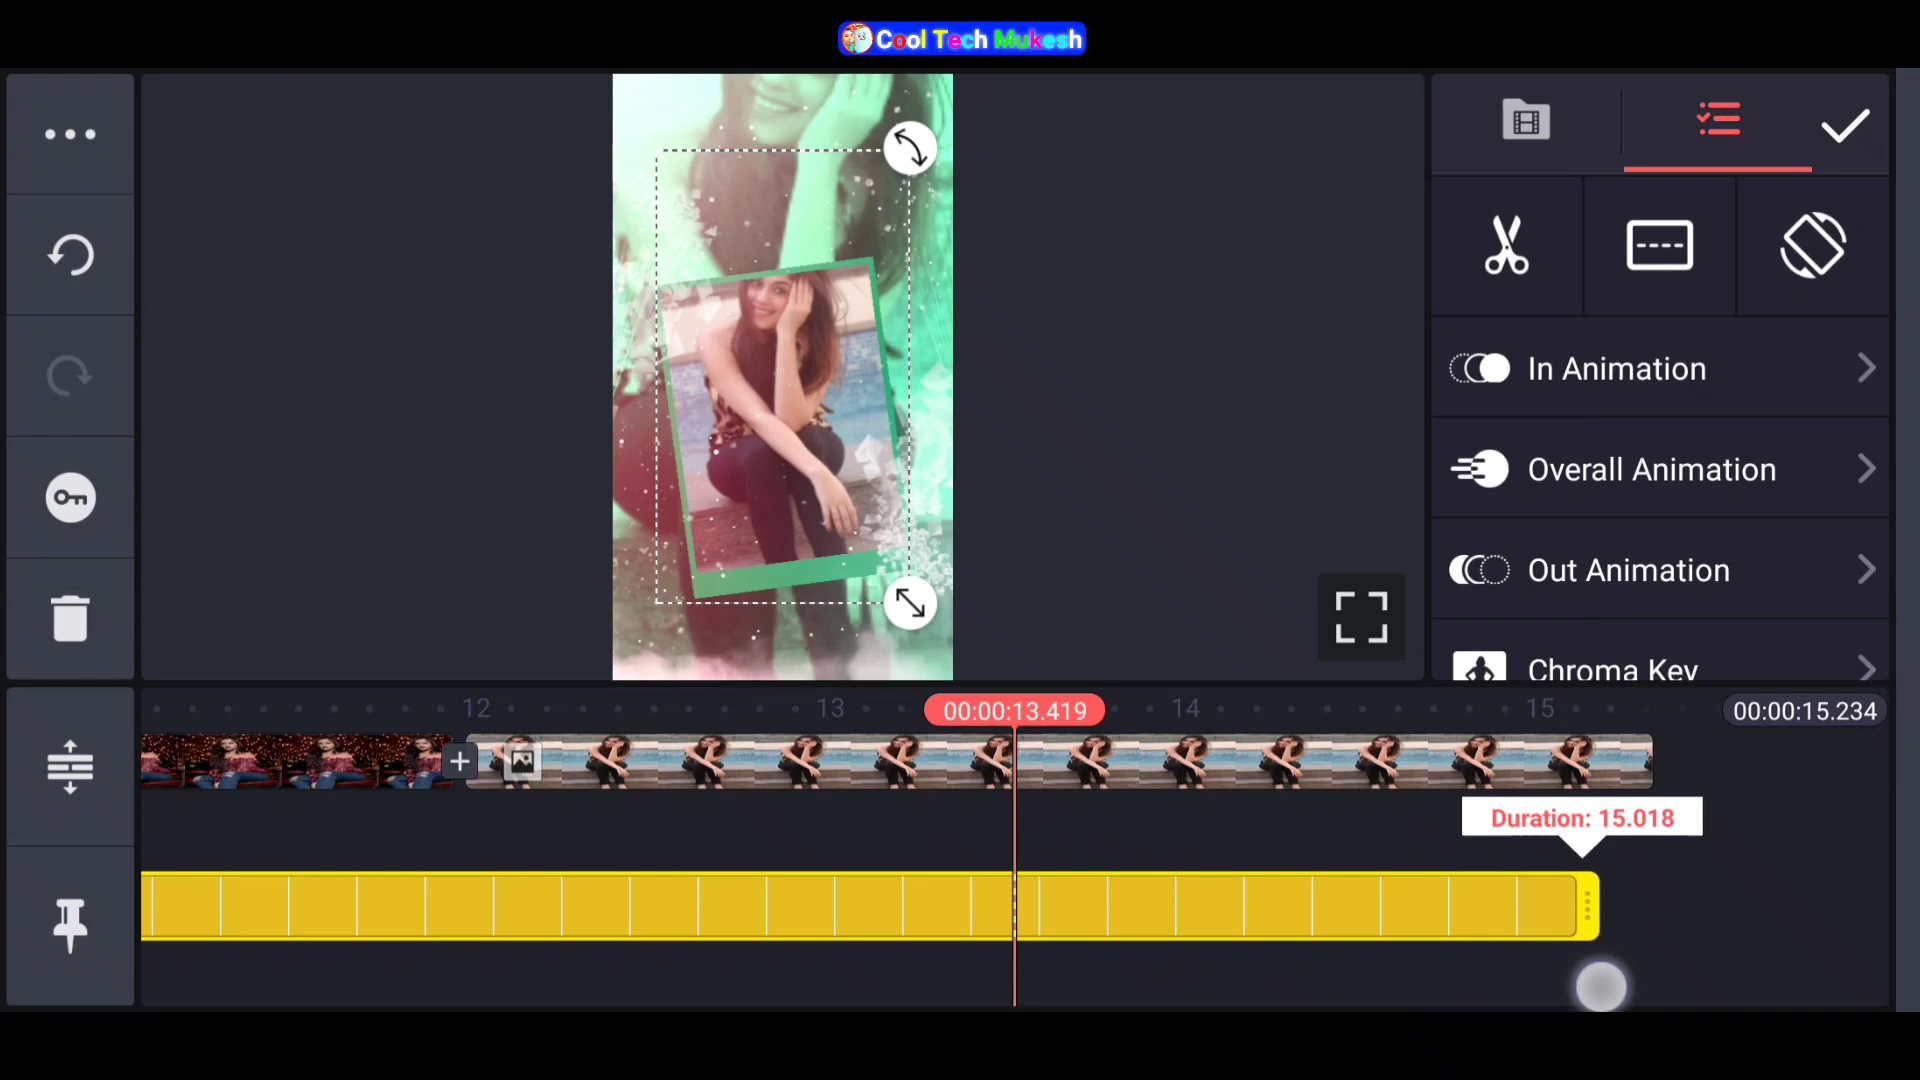 Cool Tech Mukesh
In Animation
Overall Animation
Out Animation
Chroma Key
12
13
00:00:13.419
14
15
00:00:15.234
Duration: 15.018